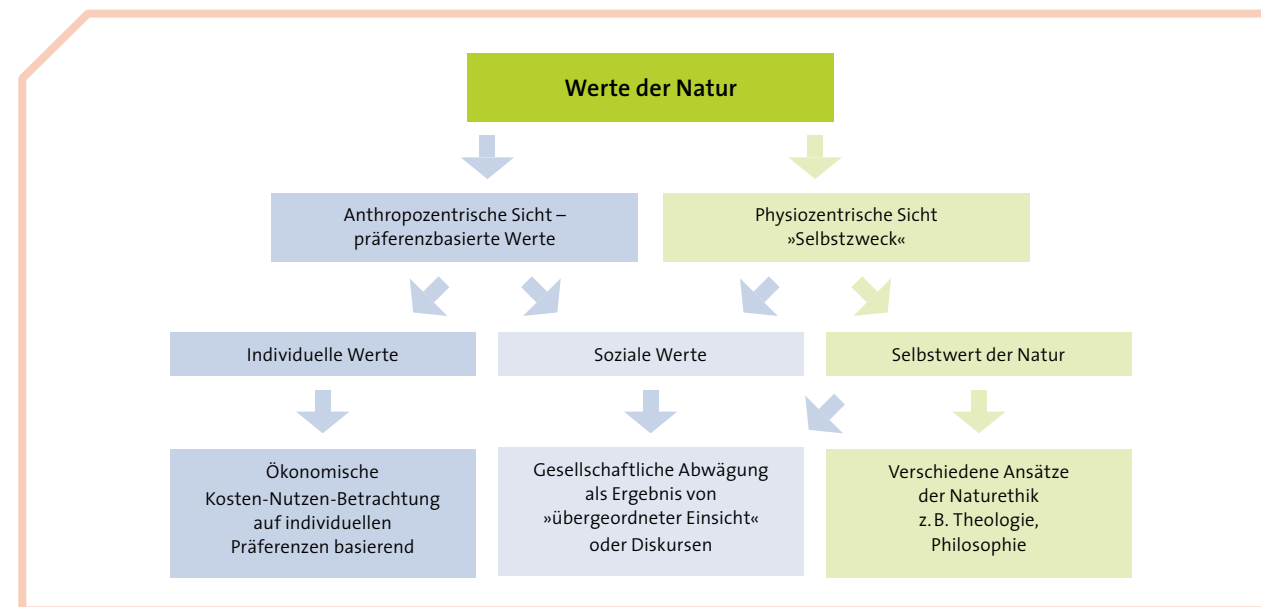 Werte der Natur
Anthropozentrische Sicht –
präferenzbasierte Werte
Physiozentrische Sicht
»Selbstzweck«
Individuelle Werte
Soziale Werte
Selbstwert der Natur
Ökonomische
Kosten-Nutzen-Betrachtung
auf individuellen
Präferenzen basierend
Gesellschaftliche Abwägung
als Ergebnis von
»übergeordneter Einsicht«
oder Diskursen
Verschiedene Ansätze
der Naturethik
z. B. Theologie,
Philosophie